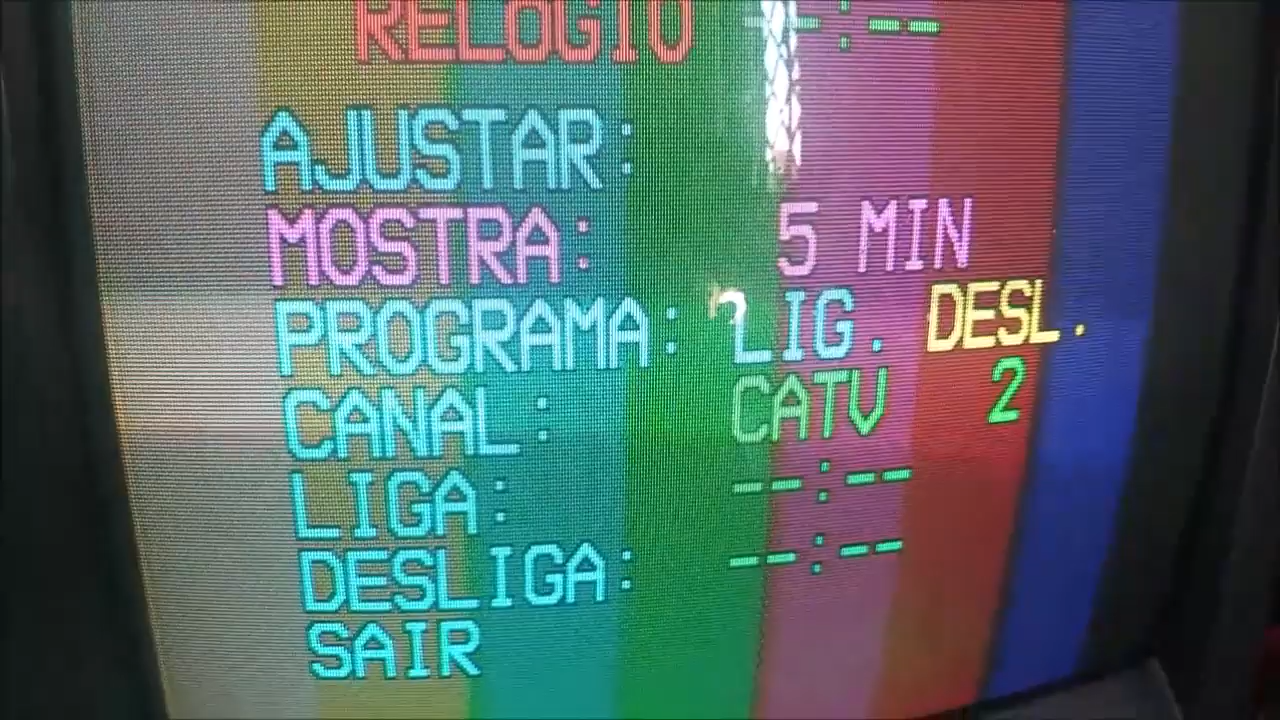 RELOGIO --:--
AJUSTAR:
MOSTRA: 5 MIN
PROGRAMA: LIG. DESL.
CANAL: CATV 2
LIGA: --:--
DESLIGA: --:--
SAIR